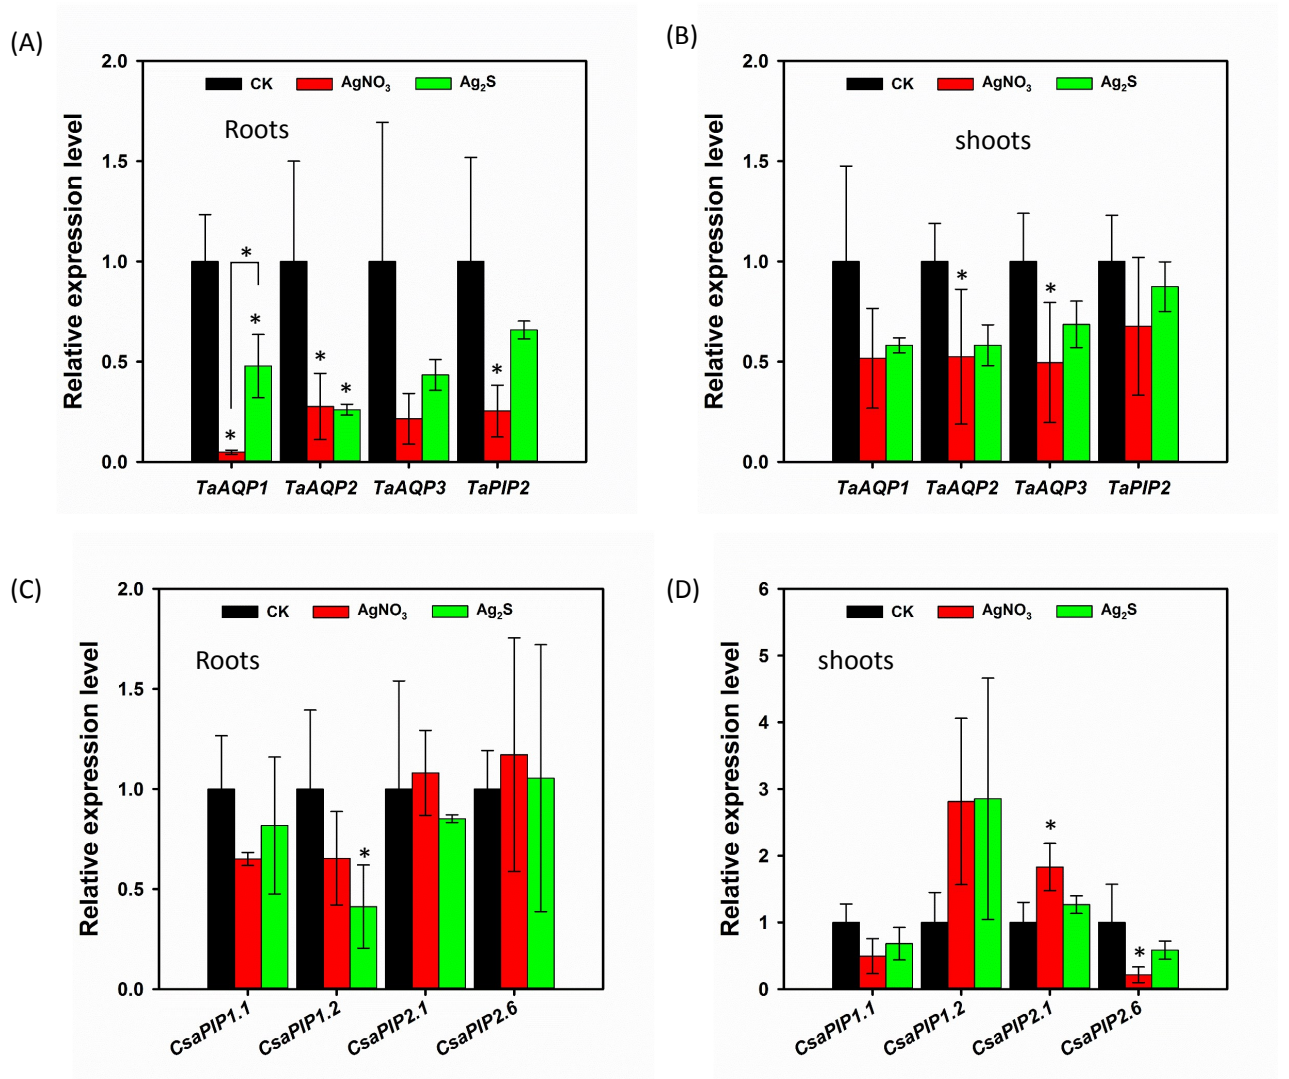 (A)
2.0
1.5
1.0
0.5
0.0
Relative expression level
CK AgNO3 Ag2S
Roots
*
*
*
*
*
*
TaAQP1 TaAQP2 TaAQP3 TaPIP2
(B)
2.0
1.5
1.0
0.5
0.0
Relative expression level
CK AgNO3 Ag2S
shoots
*
*
TaAQP1 TaAQP2 TaAQP3 TaPIP2
(C)
2.0
1.5
1.0
0.5
0.0
Relative expression level
CK AgNO3 Ag2S
Roots
*
CsaPIP1.1 CsaPIP1.2 CsaPIP2.1 CsaPIP2.6
(D)
6
5
4
3
2
1
0
Relative expression level
CK AgNO3 Ag2S
shoots
*
*
CsaPIP1.1 CsaPIP1.2 CsaPIP2.1 CsaPIP2.6